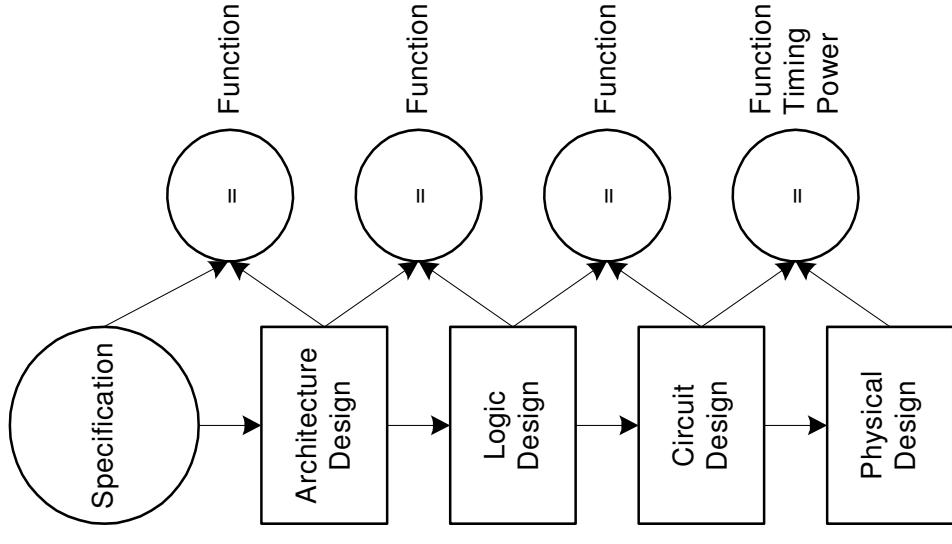 Specification
Architecture
Design
Logic
Design
Circuit
Design
Physical
Design
=
=
=
=
Function
Function
Function
Function
Timing
Power